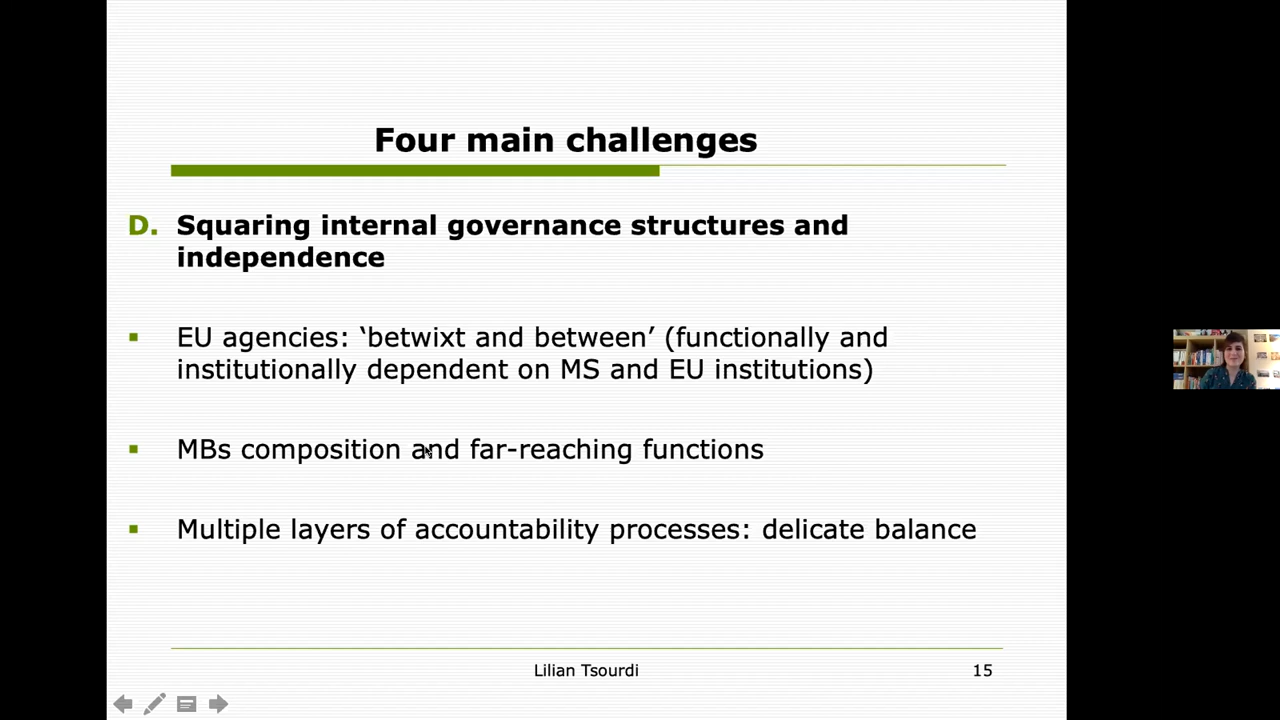 Four main challenges
D. Squaring internal governance structures and
independence
▪ EU agencies: ‘betwixt and between’ (functionally and
institutionally dependent on MS and EU institutions)
▪ MBs composition and far-reaching functions
▪ Multiple layers of accountability processes: delicate balance
Lilian Tsourdi
15